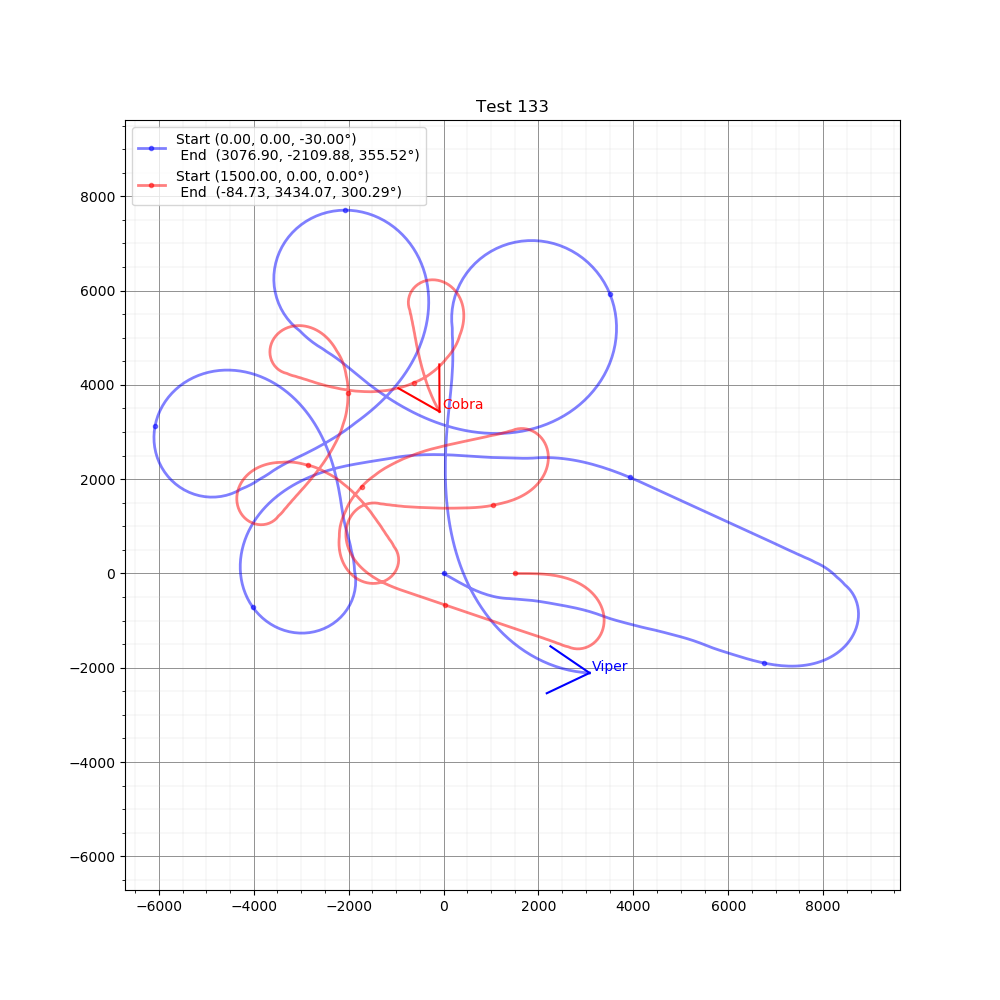 Test 133
Start (0.00, 0.00, -30.00°)
End (3076.90, -2109.88, 355.52°)
Start (1500.00, 0.00, 0.00°)
End (-84.73, 3434.07, 300.29°)
8000
6000
4000
Cobra
2000
0
−2000
Viper
−4000
−6000
−6000 −4000 −2000 0 2000 4000 6000 8000